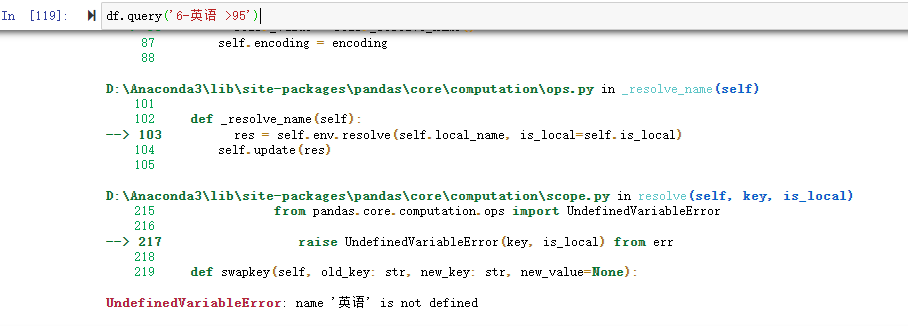 In [119]: df.query('6-英语 >95')
87 self.encoding = encoding
88
D:\Anaconda3\lib\site-packages\pandas\core\computation\ops.py in _resolve_name(self)
101
102 def _resolve_name(self):
--> 103 res = self.env.resolve(self.local_name, is_local=self.is_local)
104 self.update(res)
105
D:\Anaconda3\lib\site-packages\pandas\core\computation\scope.py in resolve(self, key, is_local)
215 from pandas.core.computation.ops import UndefinedVariableError
216
--> 217 raise UndefinedVariableError(key, is_local) from err
218
219 def swapkey(self, old_key: str, new_key: str, new_value=None):
UndefinedVariableError: name '英语' is not defined